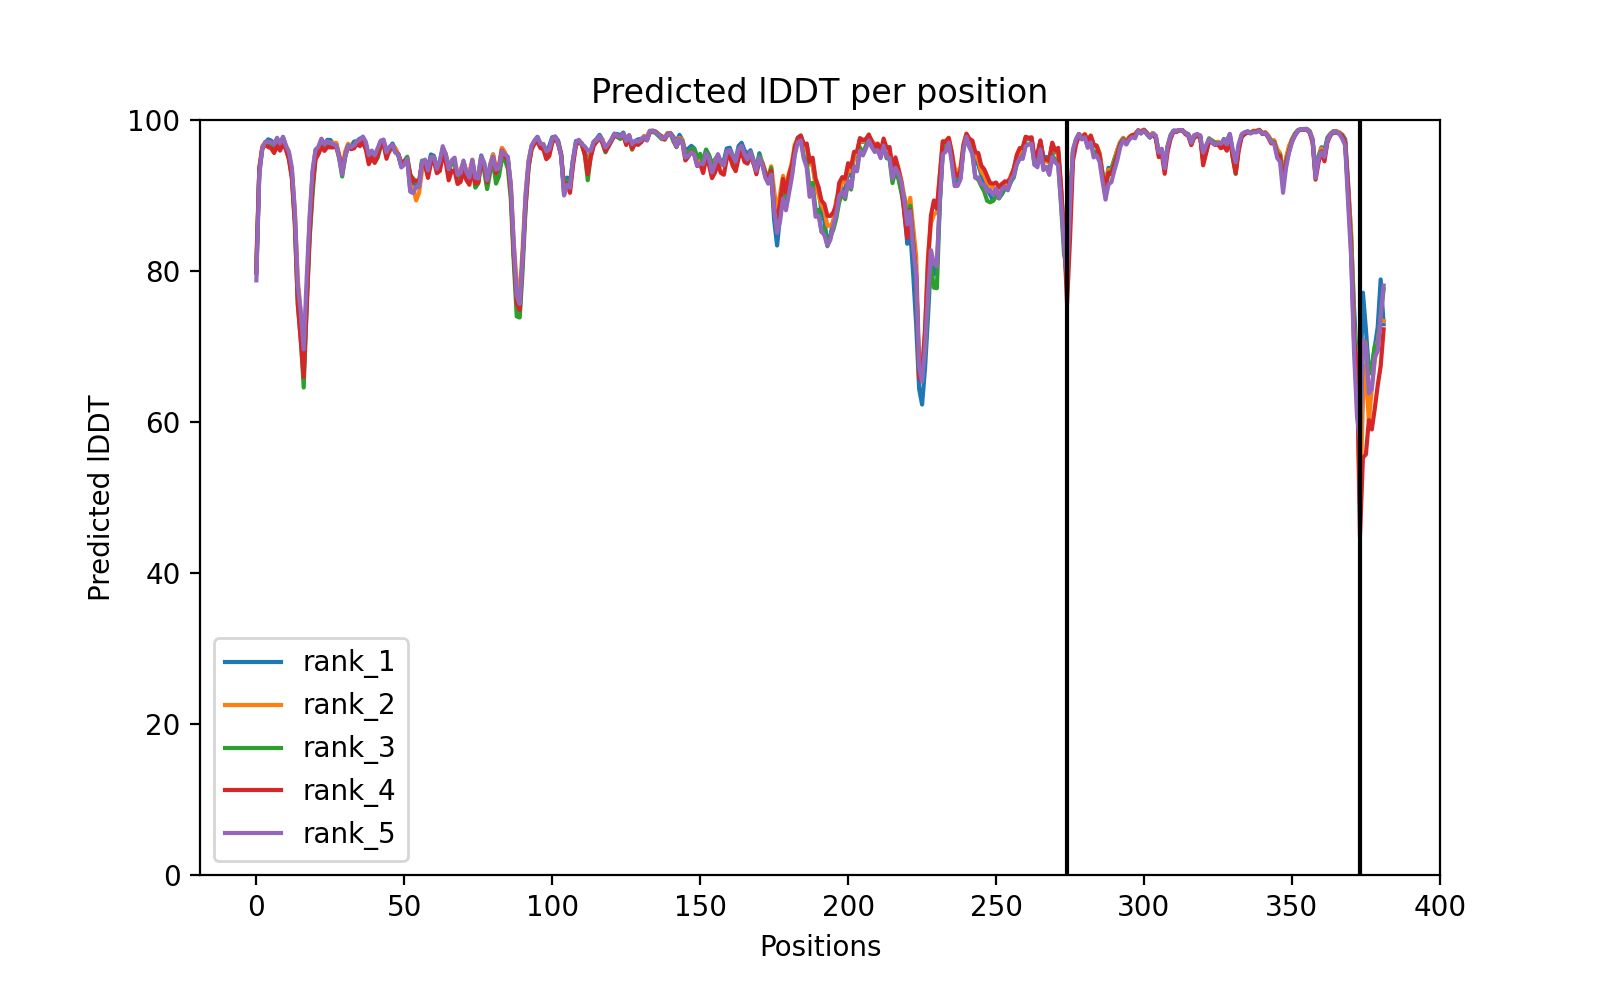 Predicted lDDT per position
100
80
60
40
20
0
Predicted lDDT
rank_1
rank_2
rank_3
rank_4
rank_5
0 50 100 150 200 250 300 350 400
Positions